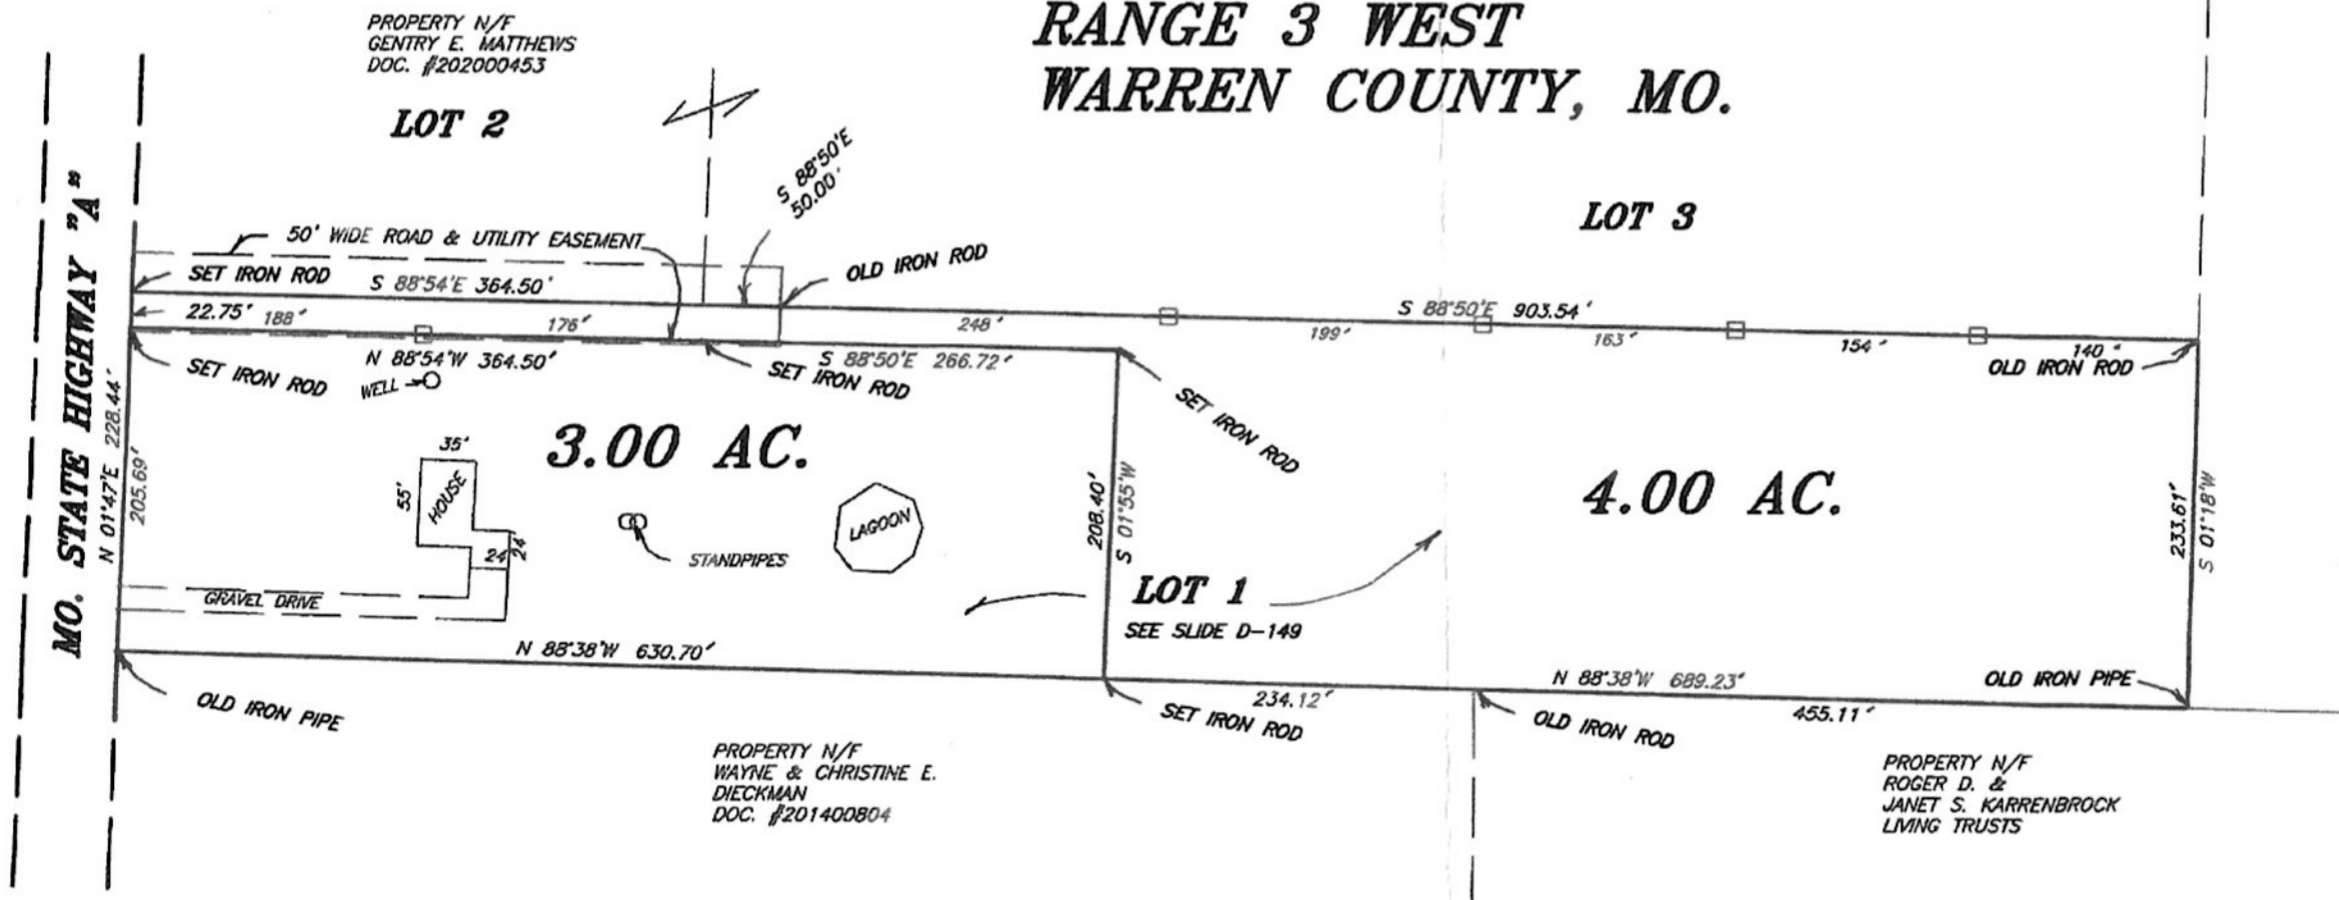 RANGE 3 WEST
WARREN COUNTY, MO.
PROPERTY N/F
GENTRY E. MATTHEWS
DOC. #202000453
LOT 2
LOT 3
S 88°50'E
50.00'
50' WIDE ROAD & UTILITY EASEMENT
SET IRON ROD
S 88°54'E 364.50'
OLD IRON ROD
S 88°50'E 903.54'
22.75'
188'
176'
248'
199'
163'
154'
140'
SET IRON ROD
N 88°54'W 364.50'
SET IRON ROD
S 88°50'E 266.72'
SET IRON ROD
OLD IRON ROD
WELL
MO. STATE HIGHWAY "A"
N 01°47'E 228.44'
205.69'
3.00 AC.
35'
55'
HOUSE
24'
24'
STANDPIPES
LAGOON
208.40'
S 01°55'W
4.00 AC.
233.61'
S 01°18'W
GRAVEL DRIVE
LOT 1
SEE SLIDE D-149
N 88°38'W 630.70'
N 88°38'W 689.23'
OLD IRON PIPE
OLD IRON PIPE
234.12'
SET IRON ROD
OLD IRON ROD
455.11'
PROPERTY N/F
WAYNE & CHRISTINE E.
DIECKMAN
DOC. #201400804
PROPERTY N/F
ROGER D. &
JANET S. KARRENBROCK
LIVING TRUSTS